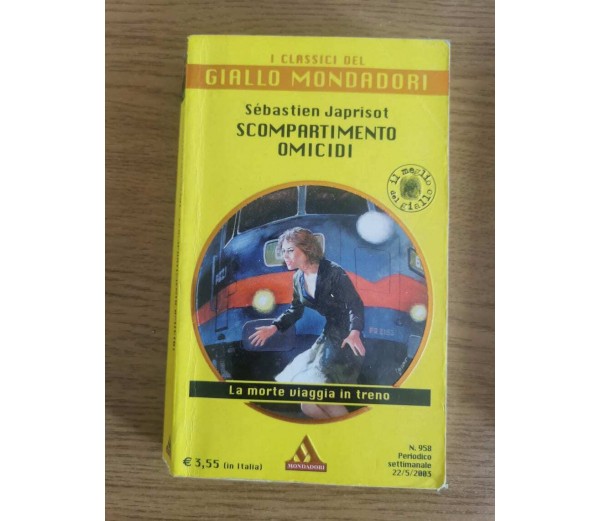 I CLASSICI DEL
GIALLO MONDADORI
Sébastien Japrisot
SCOMPARTIMENTO
OMICIDI
il meglio
del giallo
La morte viaggia in treno
€ 3,55 (in Italia)
MONDADORI
N. 958
Periodico
settimanale
22/5/2003